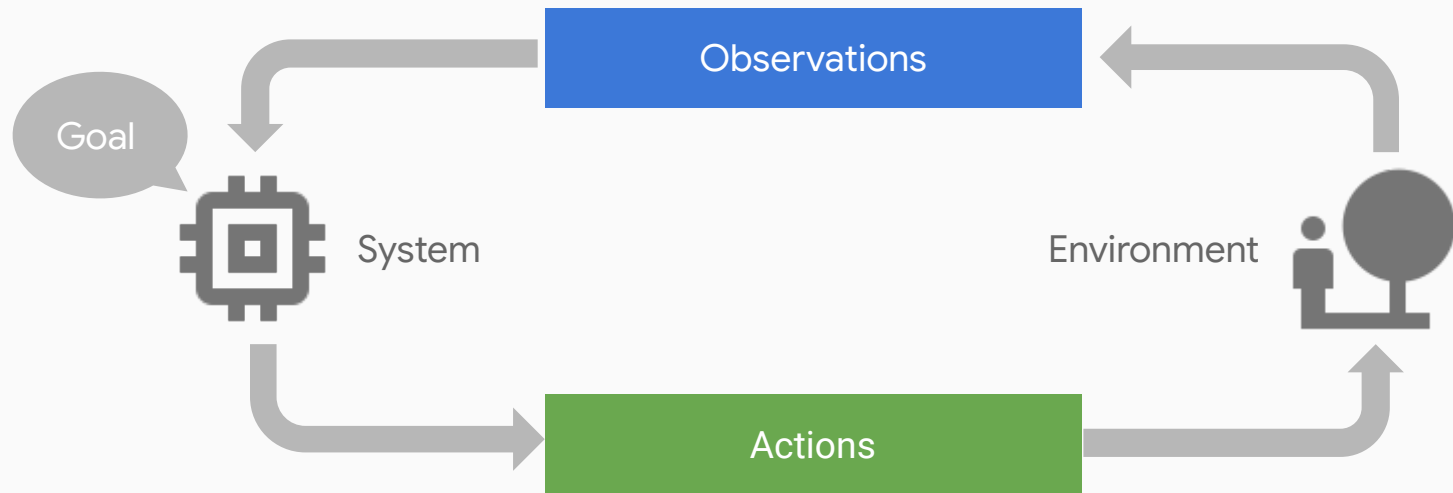 Observations
Goal
System
Environment
Actions